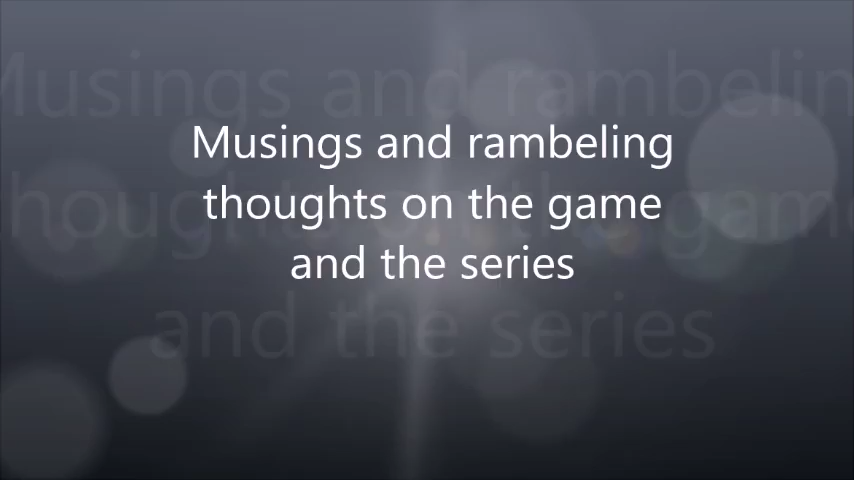 Musings and rambeling
thoughts on the game
and the series